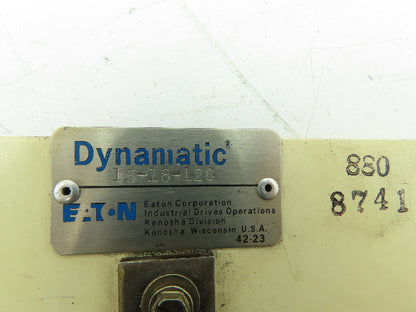 Dynamatic®
15-18-120
EATON
Eaton Corporation
Industrial Drives Operations
Kenosha Division
Kenosha, Wisconsin U.S.A.
42-23
880
8741